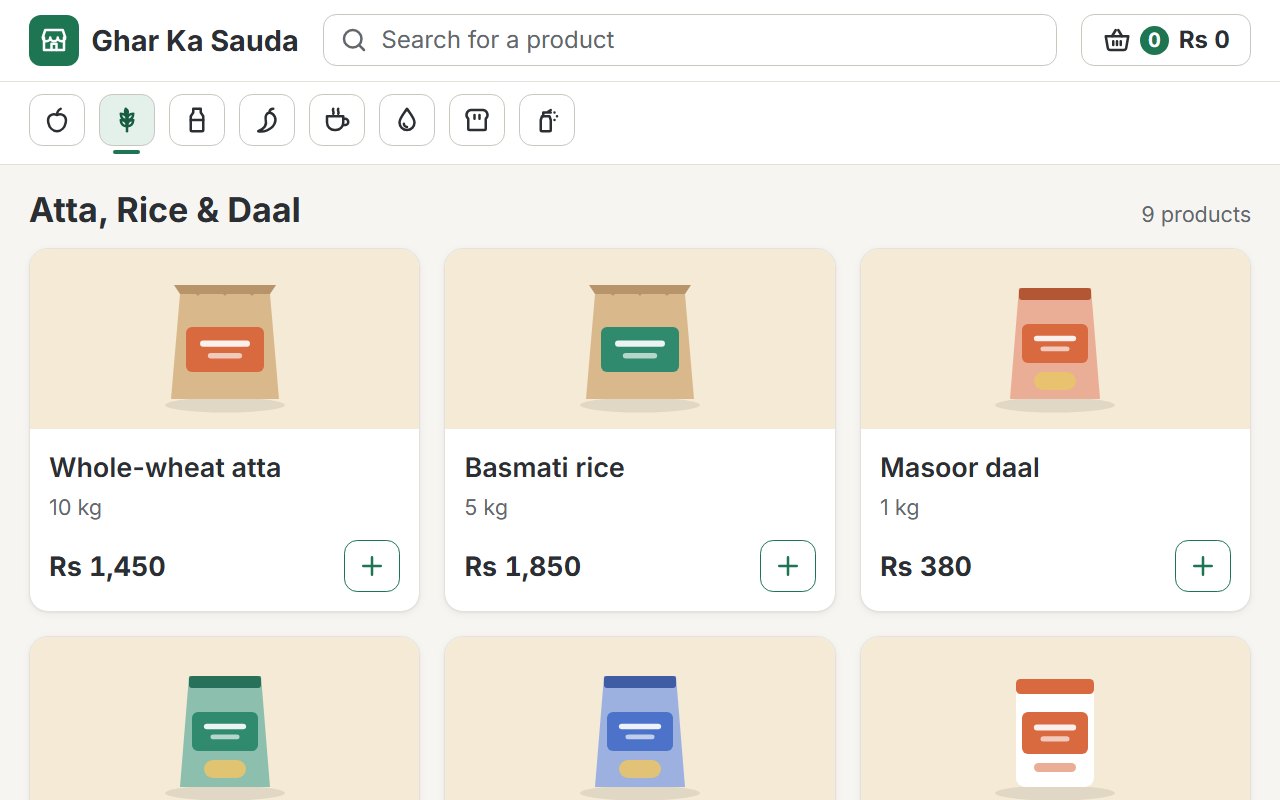 Ghar Ka Sauda
Search for a product
0 Rs 0
Atta, Rice & Daal
9 products
Whole-wheat atta
10 kg
Rs 1,450
Basmati rice
5 kg
Rs 1,850
Masoor daal
1 kg
Rs 380